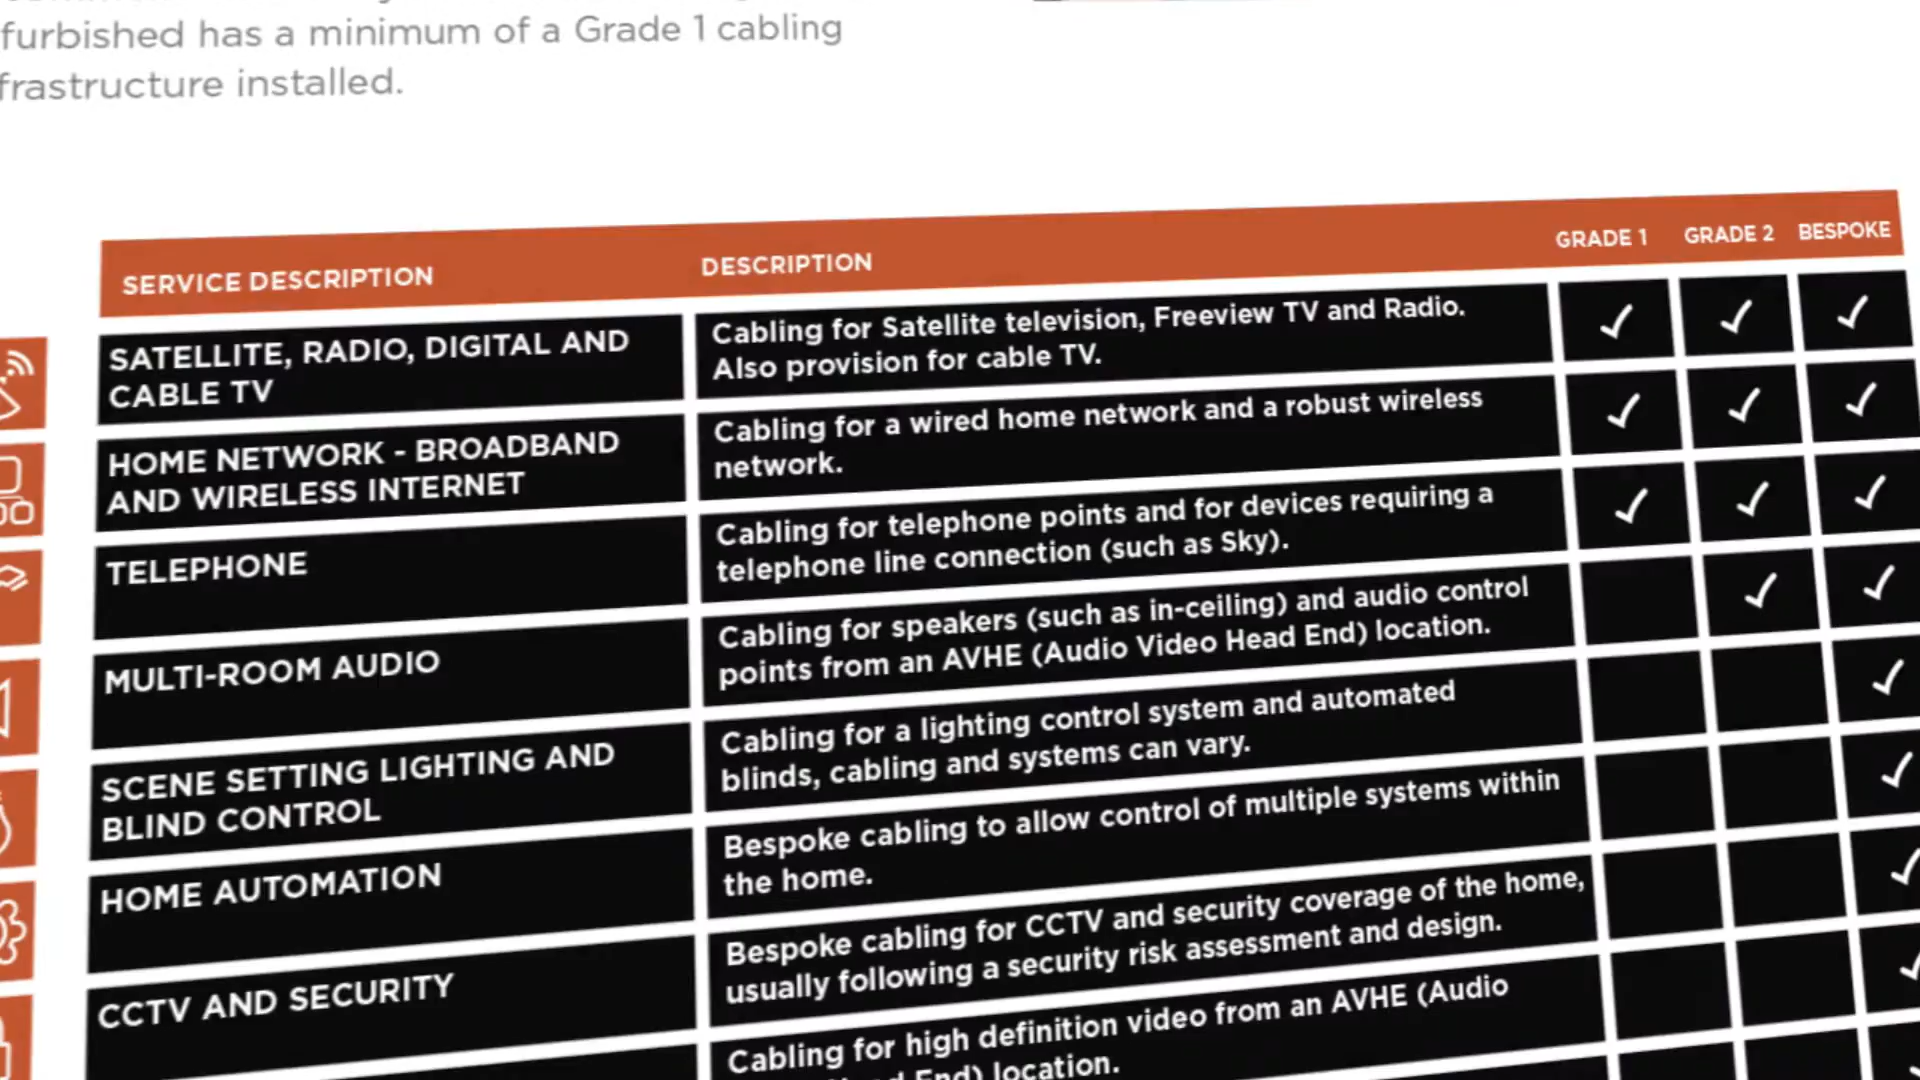 furbished has a minimum of a Grade 1 cabling
frastructure installed.
SERVICE DESCRIPTION DESCRIPTION GRADE 1 GRADE 2 BESPOKE
SATELLITE, RADIO, DIGITAL AND
CABLE TV
Cabling for Satellite television, Freeview TV and Radio.
Also provision for cable TV.
HOME NETWORK - BROADBAND
AND WIRELESS INTERNET
Cabling for a wired home network and a robust wireless
network.
TELEPHONE
Cabling for telephone points and for devices requiring a
telephone line connection (such as Sky).
MULTI-ROOM AUDIO
Cabling for speakers (such as in-ceiling) and audio control
points from an AVHE (Audio Video Head End) location.
SCENE SETTING LIGHTING AND
BLIND CONTROL
Cabling for a lighting control system and automated
blinds, cabling and systems can vary.
HOME AUTOMATION
Bespoke cabling to allow control of multiple systems within
the home.
CCTV AND SECURITY
Bespoke cabling for CCTV and security coverage of the home,
usually following a security risk assessment and design.
Cabling for high definition video from an AVHE (Audio
End) location.